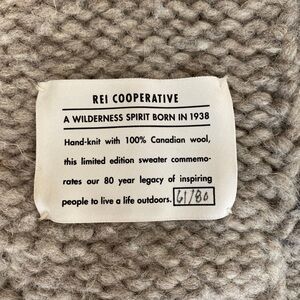 REI COOPERATIVE
A WILDERNESS SPIRIT BORN IN 1938
Hand-knit with 100% Canadian wool,
this limited edition sweater commemo-
rates our 80 year legacy of inspiring
people to live a life outdoors. 61/80